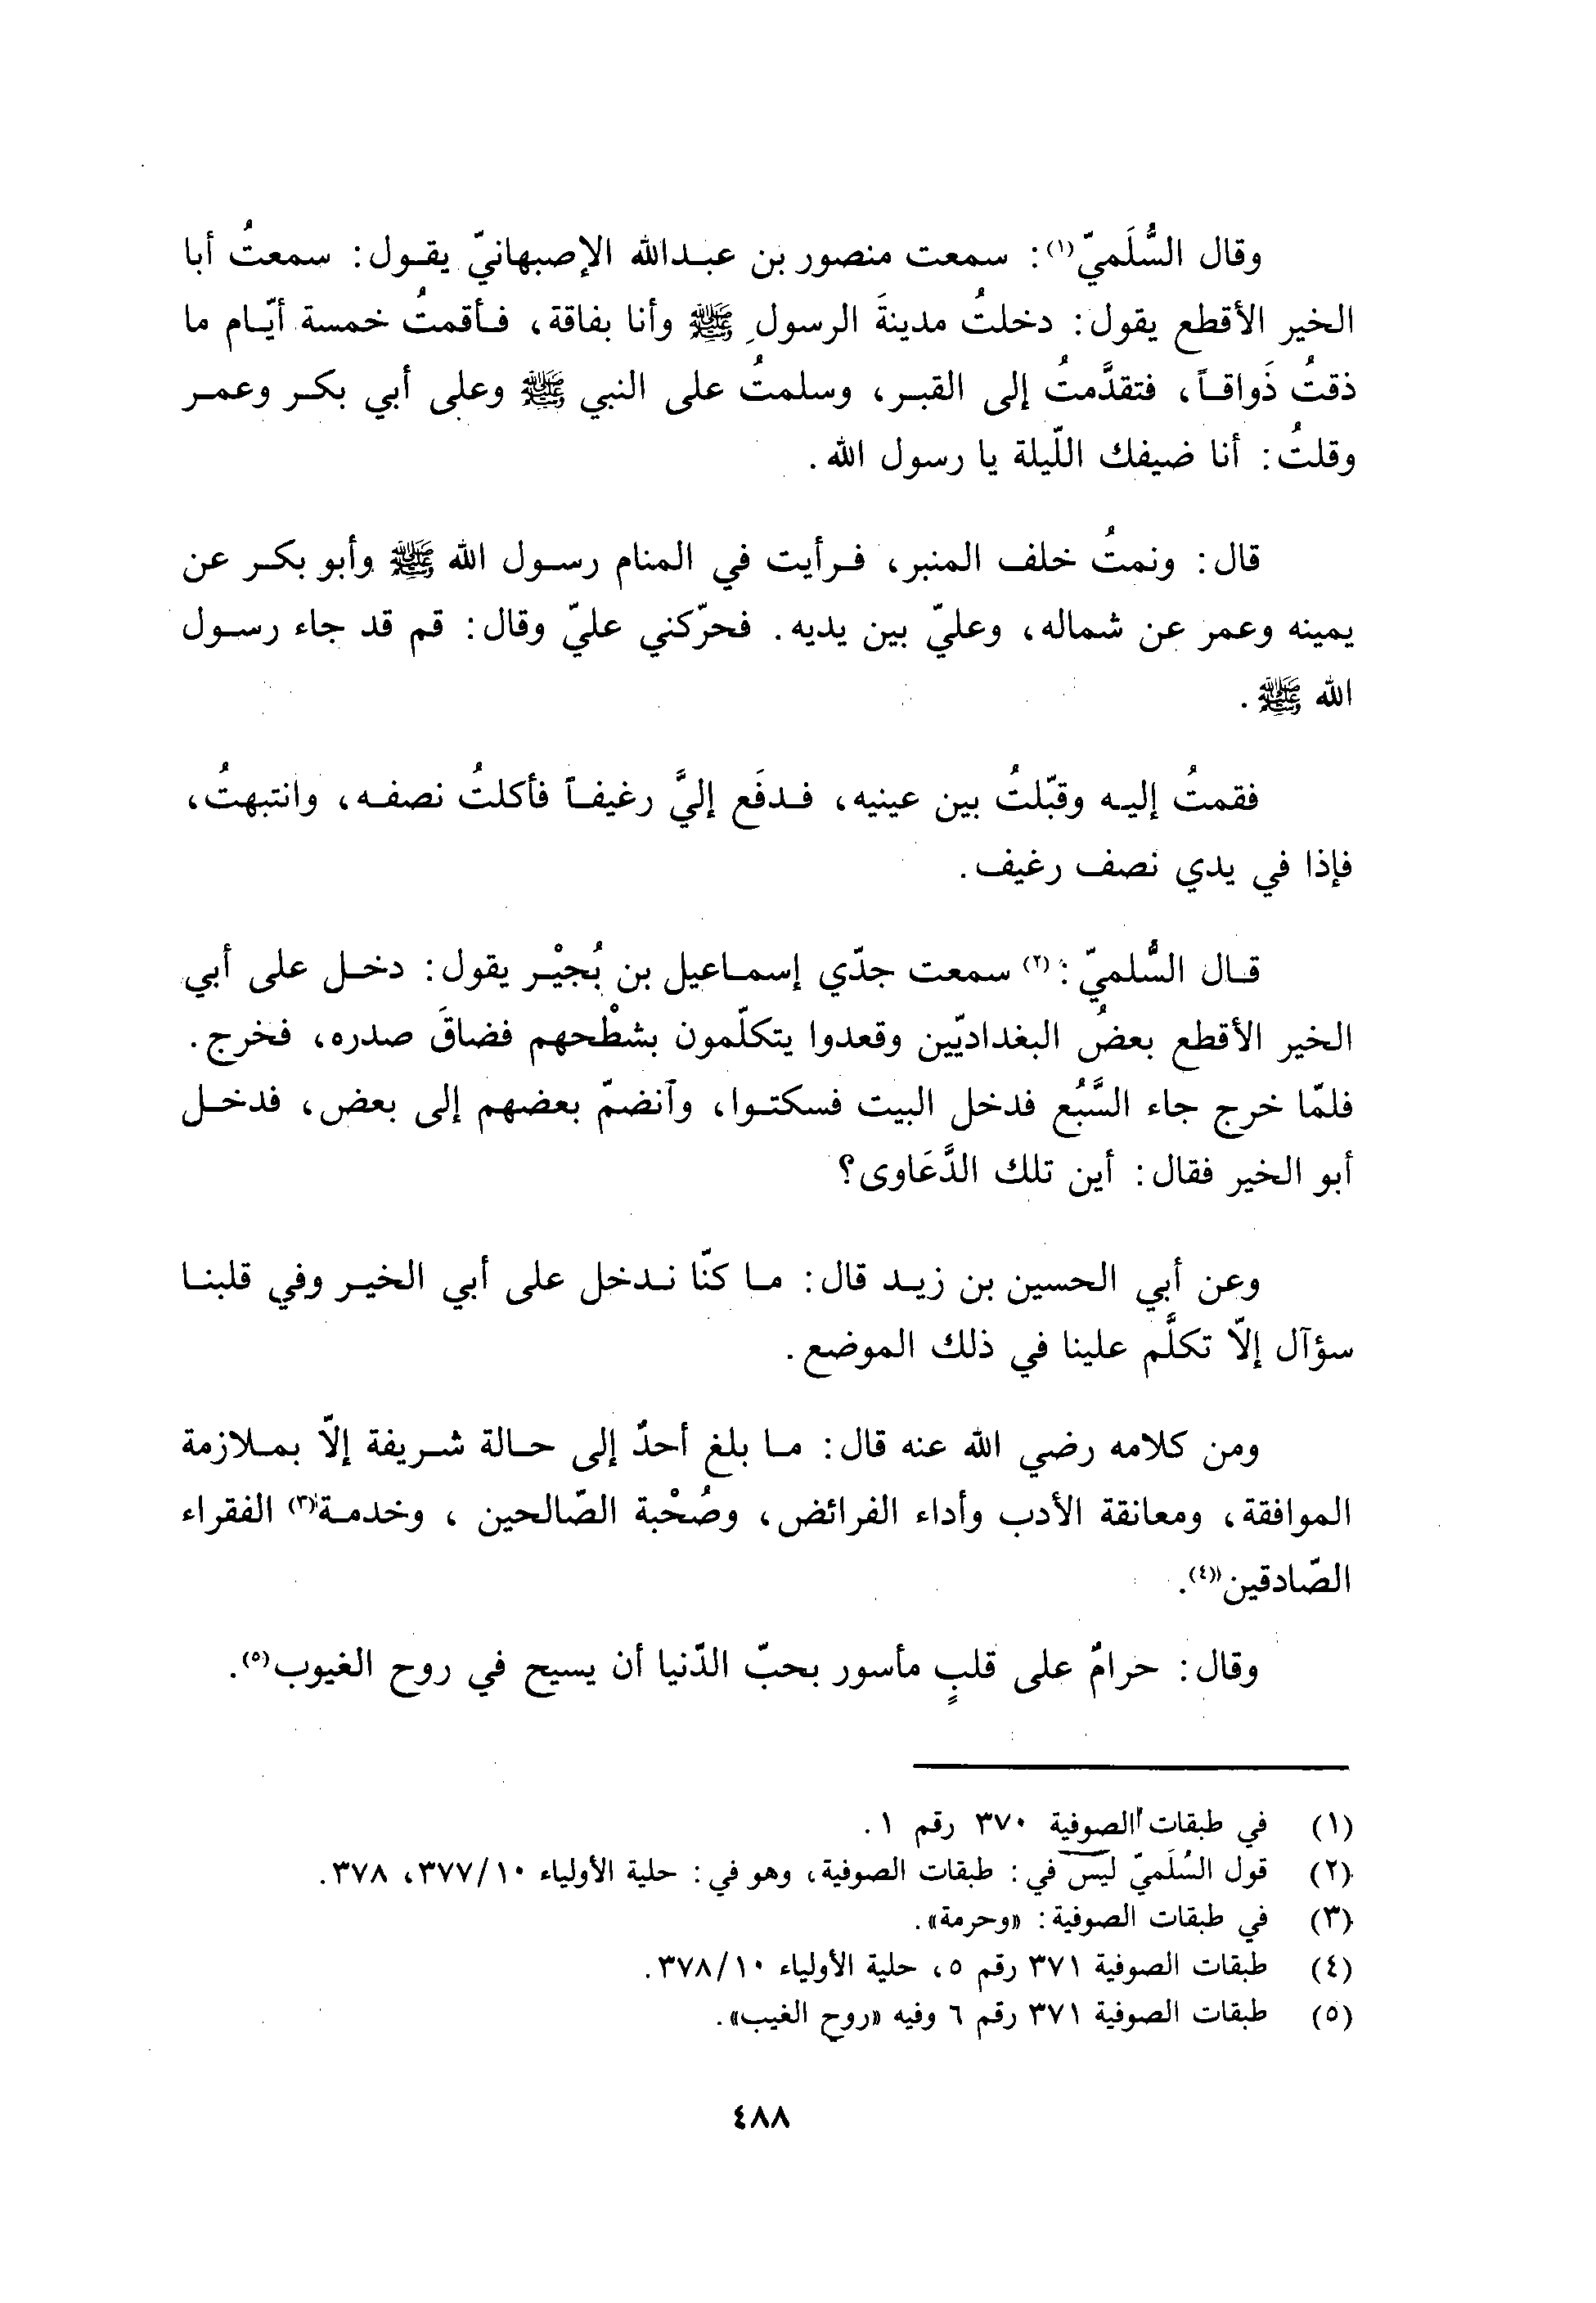 وقال السُّلَميّ(١): سمعت منصور بن عبدالله الإصبهانيّ يقول: سمعتُ أبا
الخير الأقطع يقول: دخلتُ مدينةَ الرسول ﷺ وأنا بفاقة، فأقمتُ خمسة أيّام ما
ذقتُ ذَواقاً، فتقدَّمتُ إلى القبر، وسلمتُ على النبي ﷺ وعلى أبي بكر وعمر
وقلتُ: أنا ضيفك اللّيلة يا رسول الله.
قال: ونمتُ خلف المنبر، فرأيت في المنام رسول الله ﷺ وأبو بكر عن
يمينه وعمر عن شماله، وعليّ بين يديه. فحرّكني عليّ وقال: قم قد جاء رسول
الله ﷺ.
فقمتُ إليه وقبّلتُ بين عينيه، فدفَع إليَّ رغيفاً فأكلتُ نصفه، وانتبهتُ،
فإذا في يدي نصف رغيف.
قال السُّلميّ:(٢) سمعت جدّي إسماعيل بن بُجيْر يقول: دخل على أبي
الخير الأقطع بعضُ البغداديّين وقعدوا يتكلّمون بشطْحهم فضاقَ صدره، فخرج.
فلمّا خرج جاء السَّبُع فدخل البيت فسكتوا، وآنضمّ بعضهم إلى بعض، فدخل
أبو الخير فقال: أين تلك الدَّعَاوى؟
وعن أبي الحسين بن زيد قال: ما كنّا ندخل على أبي الخير وفي قلبنا
سؤآل إلّا تكلَّم علينا في ذلك الموضع.
ومن كلامه رضي الله عنه قال: ما بلغ أحدٌ إلى حالة شريفة إلّا بملازمة
الموافقة، ومعانقة الأدب وأداء الفرائض، وصُحْبة الصّالحين ، وخدمة(٣) الفقراء
الصّادقين(٤).
وقال: حرامٌ على قلبٍ مأسور بحبّ الدّنيا أن يسيح في روح الغيوب(٥).
(١) في طبقات الصوفية ٣٧٠ رقم ١.
(٢) قول السُلَميّ ليس في: طبقات الصوفية، وهو في: حلية الأولياء ٣٧٧/١٠، ٣٧٨.
(٣) في طبقات الصوفية: «وحرمة».
(٤) طبقات الصوفية ٣٧١ رقم ٥، حلية الأولياء ٣٧٨/١٠.
(٥) طبقات الصوفية ٣٧١ رقم ٦ وفيه «روح الغيب».
٤٨٨